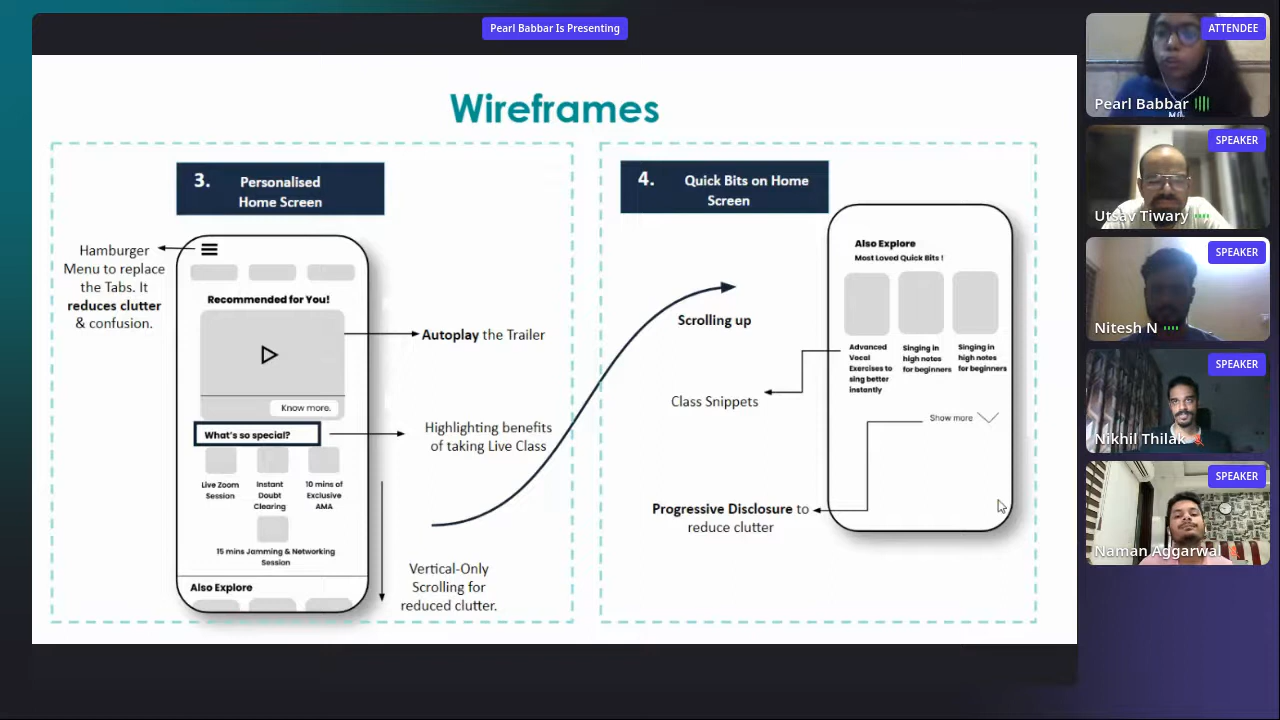 Pearl Babbar Is Presenting
Wireframes
3.
Personalised
Home Screen
Hamburger
Menu to replace
the Tabs. It
reduces clutter
& confusion.
Recommended for You!
Know more.
What's so special?
Live Zoom
Session
Instant
Doubt
Clearing
10 mins of
Exclusive
AMA
15 mins Jamming & Networking
Session
Also Explore
Autoplay the Trailer
Highlighting benefits
of taking Live Class
Vertical-Only
Scrolling for
reduced clutter.
4.
Quick Bits on Home
Screen
Scrolling up
Class Snippets
Progressive Disclosure to
reduce clutter
Also Explore
Most Loved Quick Bits !
Advanced
Vocal
Exercises to
sing better
instantly
Singing in
high notes
for beginners
Singing in
high notes
for beginners
Show more
ATTENDEE
Pearl Babbar
SPEAKER
Utsav Tiwary
SPEAKER
Nitesh N
SPEAKER
Nikhil Thilak
SPEAKER
Naman Aggarwal